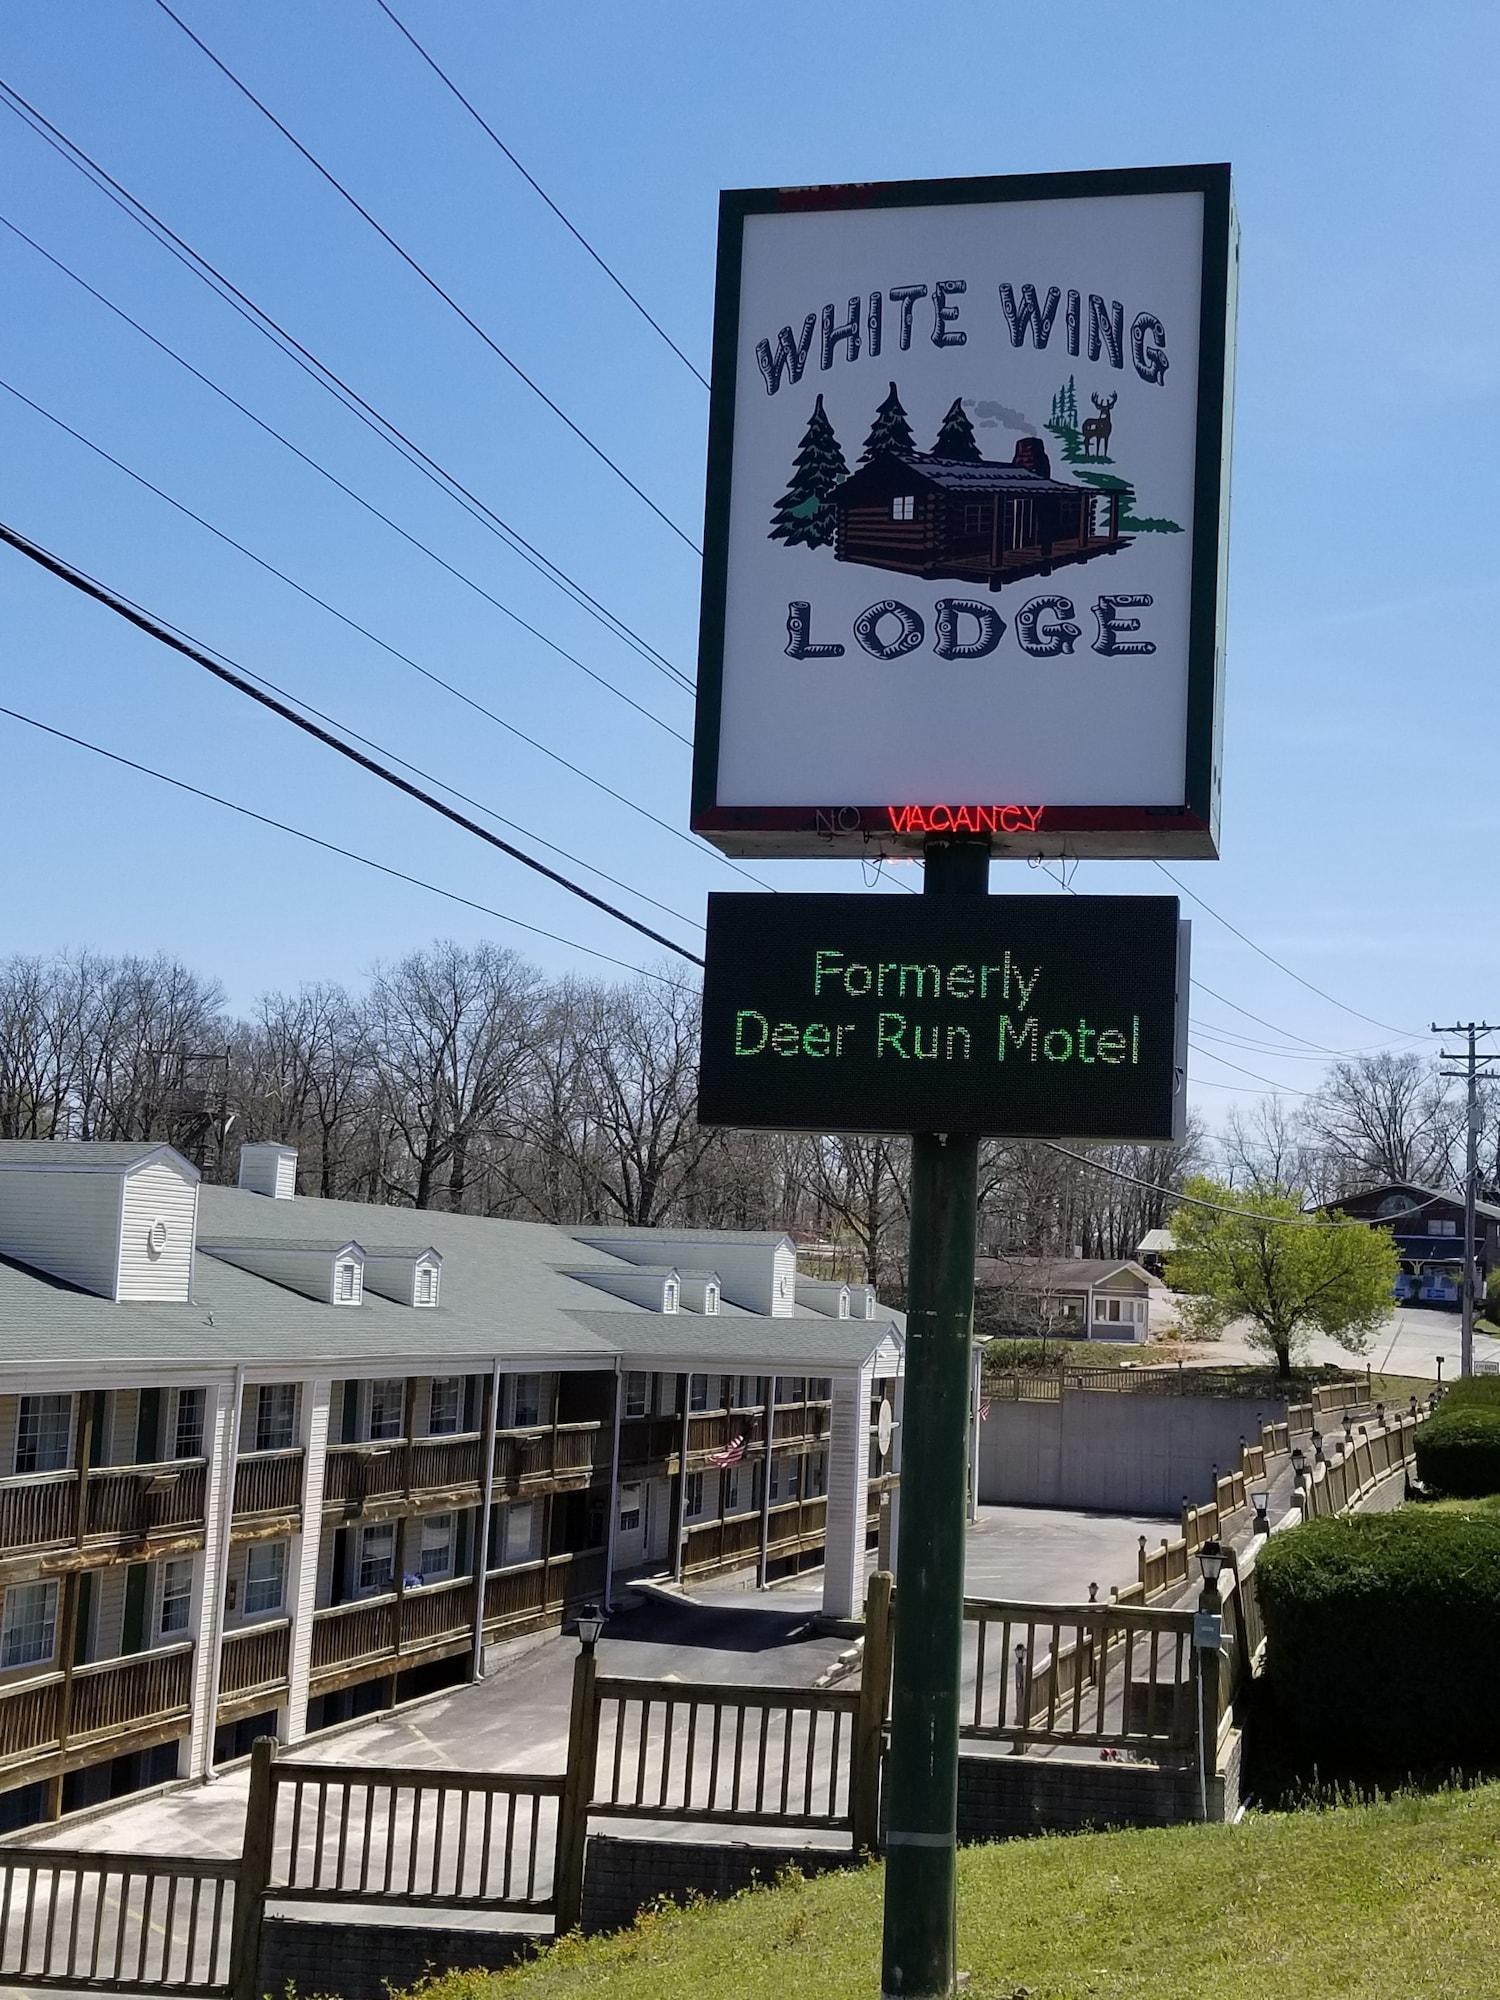 WHITE WING
LODGE
NO VACANCY
Formerly
Deer Run Motel